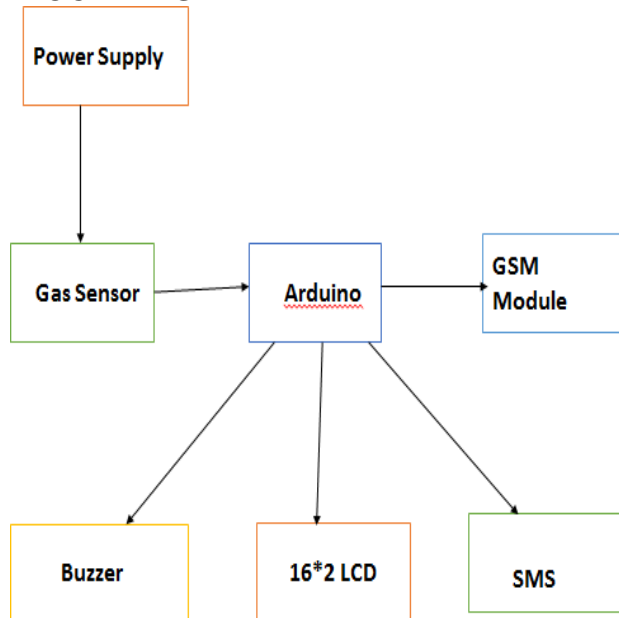 Power Supply
Gas Sensor
Arduino
GSM
Module
Buzzer
16*2 LCD
SMS